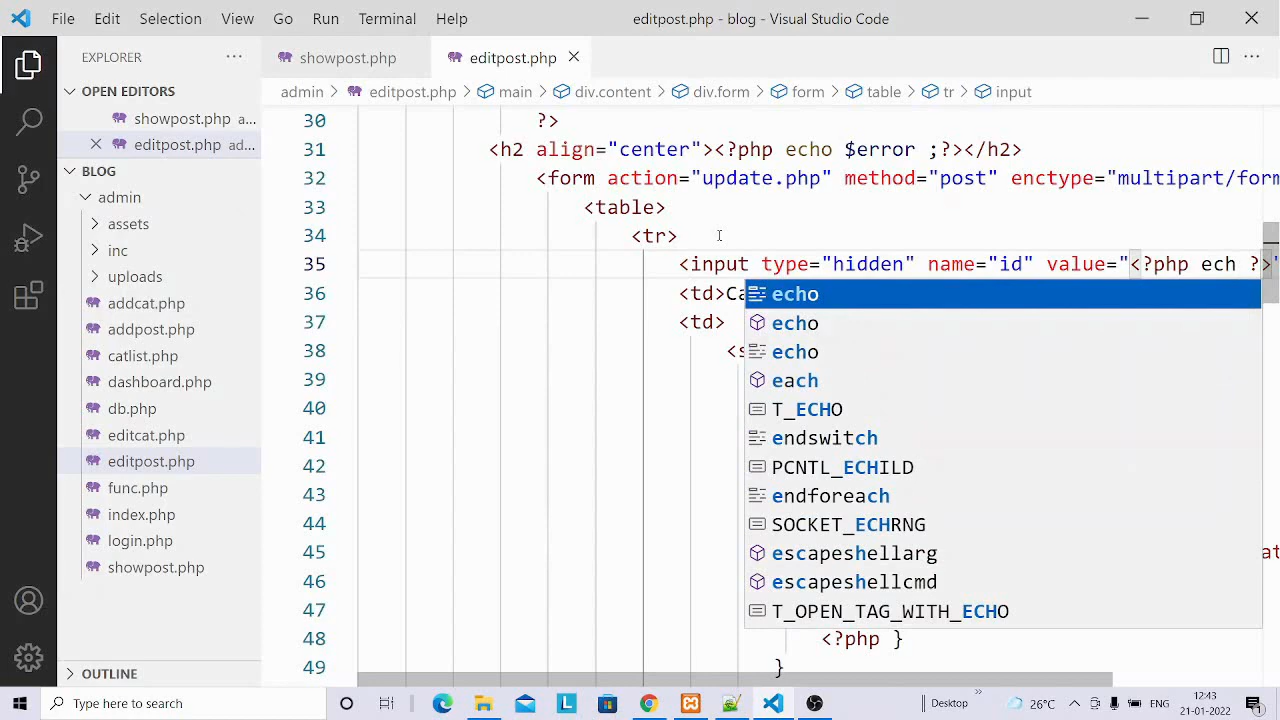 File Edit Selection View Go Run Terminal Help editpost.php - blog - Visual Studio Code
EXPLORER ···
showpost.php editpost.php
OPEN EDITORS
showpost.php a...
editpost.php ad...
BLOG
admin
assets
inc
uploads
addcat.php
addpost.php
catlist.php
dashboard.php
db.php
editcat.php
editpost.php
func.php
index.php
login.php
showpost.php
OUTLINE
admin > editpost.php > main > div.content > div.form > form > table > tr > input
30 ?>
31 <h2 align="center"><?php echo $error ;?></h2>
32 <form action="update.php" method="post" enctype="multipart/form
33 <table>
34 <tr>
35 <input type="hidden" name="id" value="<?php ech ?>"
36 <td>Ca
37 <td>
38 <s
39
40
41
42
43
44
45 at
46
47
48 <?php }
49 }
echo
echo
echo
each
T_ECHO
endswitch
PCNTL_ECHILD
endforeach
SOCKET_ECHRNG
escapeshellarg
escapeshellcmd
T_OPEN_TAG_WITH_ECHO
Type here to search
L
Desktop
26°C
ENG
12:43
21-01-2022
1